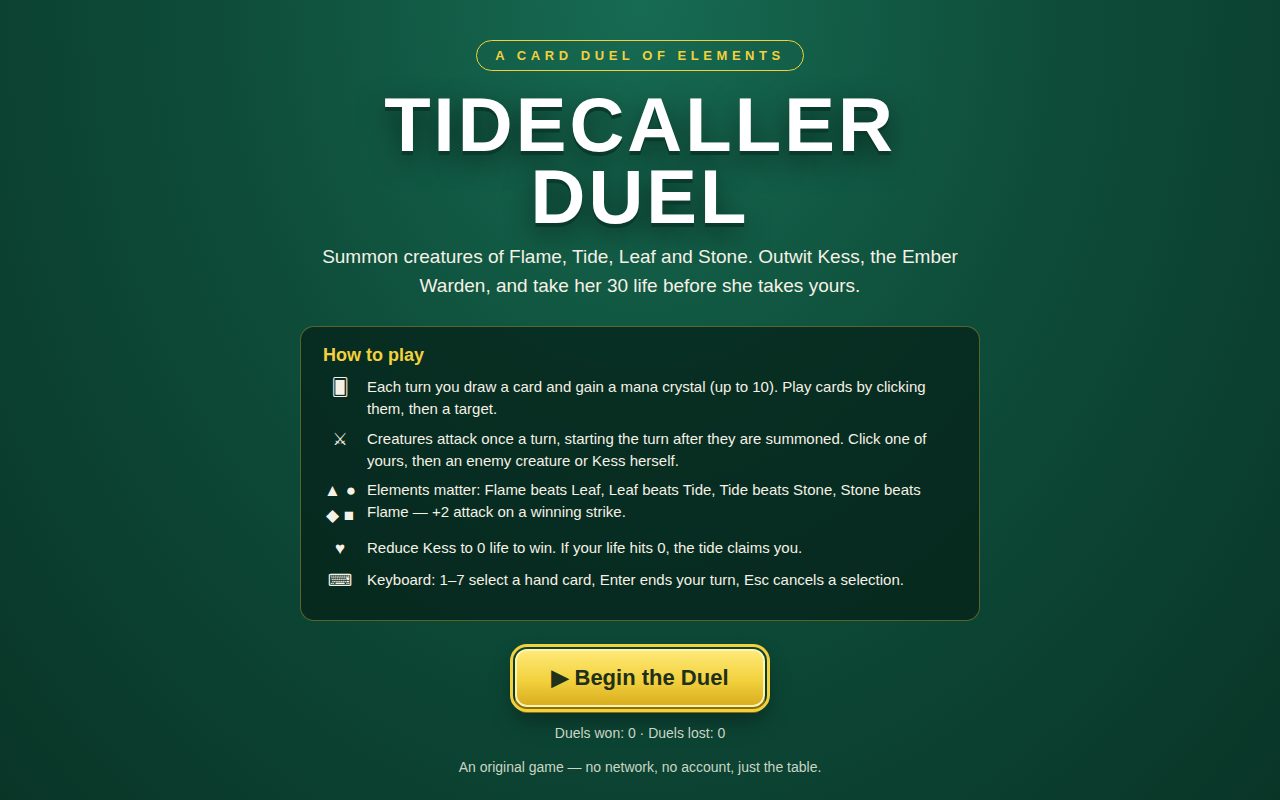 A CARD DUEL OF ELEMENTS
TIDECALLER
DUEL
Summon creatures of Flame, Tide, Leaf and Stone. Outwit Kess, the Ember
Warden, and take her 30 life before she takes yours.
How to play
Each turn you draw a card and gain a mana crystal (up to 10). Play cards by clicking
them, then a target.
Creatures attack once a turn, starting the turn after they are summoned. Click one of
yours, then an enemy creature or Kess herself.
Elements matter: Flame beats Leaf, Leaf beats Tide, Tide beats Stone, Stone beats
Flame — +2 attack on a winning strike.
Reduce Kess to 0 life to win. If your life hits 0, the tide claims you.
Keyboard: 1–7 select a hand card, Enter ends your turn, Esc cancels a selection.
▶ Begin the Duel
Duels won: 0 · Duels lost: 0
An original game — no network, no account, just the table.